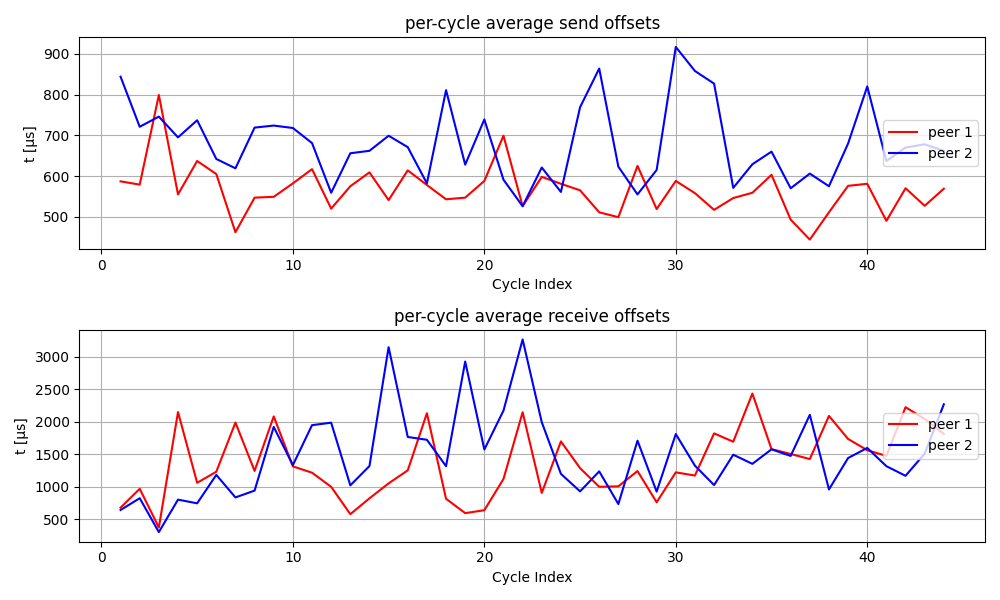 per-cycle average send offsets
900
800
700
600
500
t [µs]
peer 1
peer 2
0 10 20 30 40
Cycle Index
per-cycle average receive offsets
3000
2500
2000
1500
1000
500
t [µs]
peer 1
peer 2
0 10 20 30 40
Cycle Index